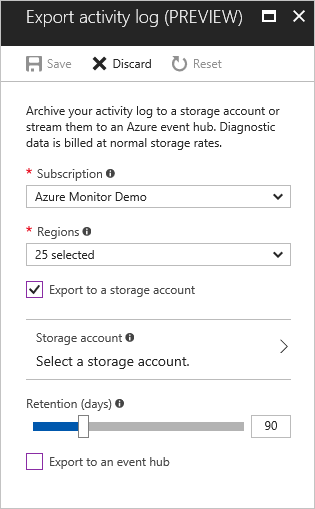 Export activity log (PREVIEW)
Save Discard Reset
Archive your activity log to a storage account or
stream them to an Azure event hub. Diagnostic
data is billed at normal storage rates.
* Subscription
Azure Monitor Demo
* Regions
25 selected
Export to a storage account
Storage account
Select a storage account.
Retention (days)
90
Export to an event hub